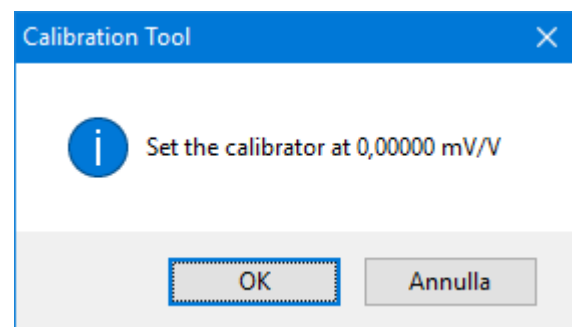 Calibration Tool
Set the calibrator at 0,00000 mV/V
OK
Annulla